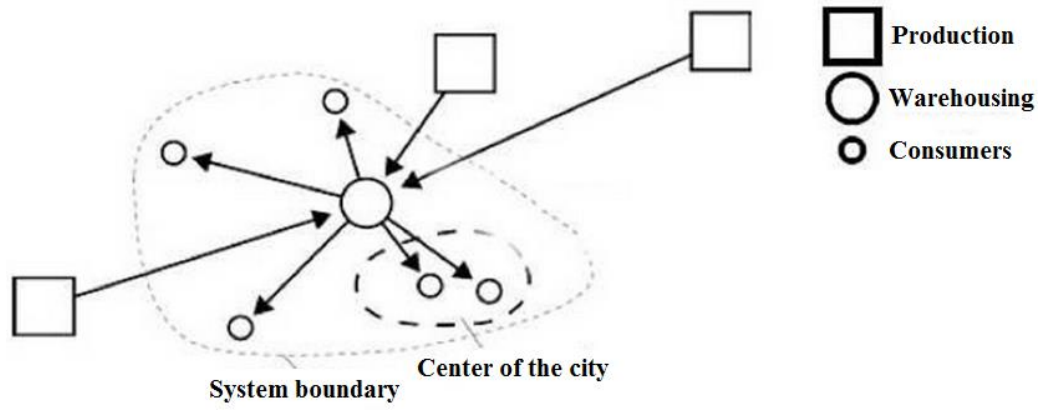 Production
Warehousing
Consumers
Center of the city
System boundary